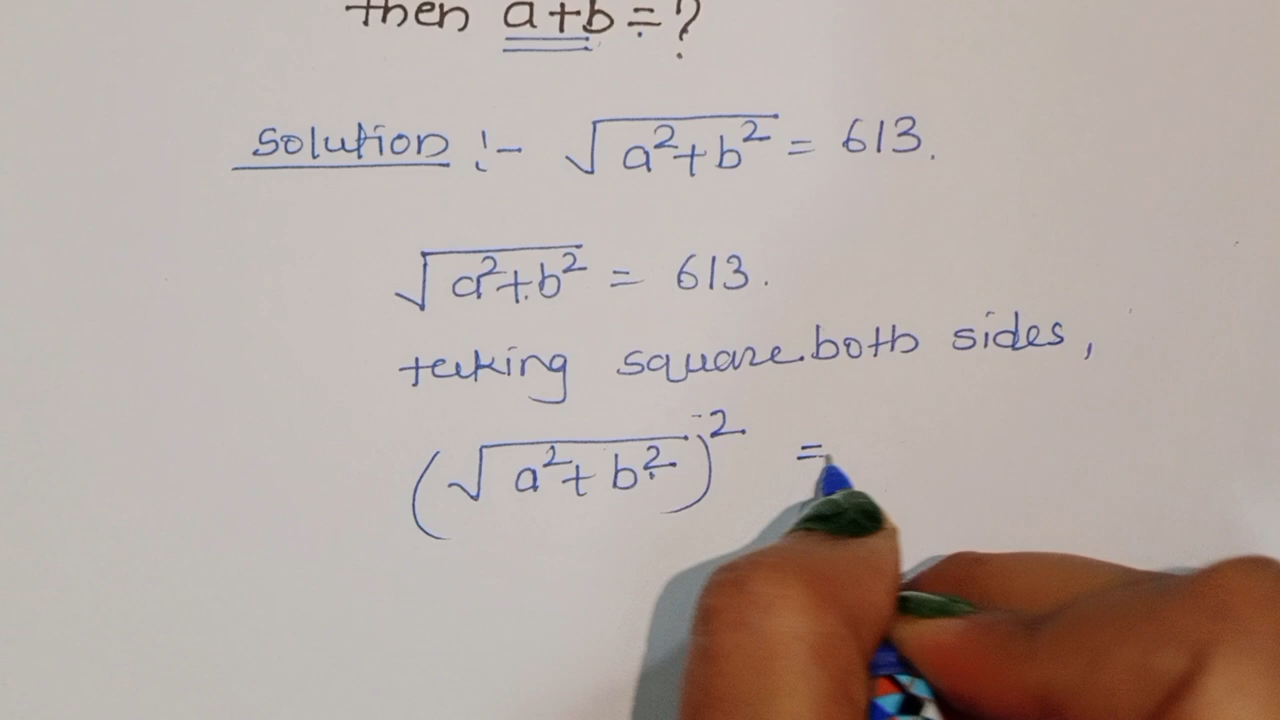 then a+b=?
Solution :- √a²+b² = 613.
√a²+b² = 613.
taking square both sides,
(√a²+b²)² =